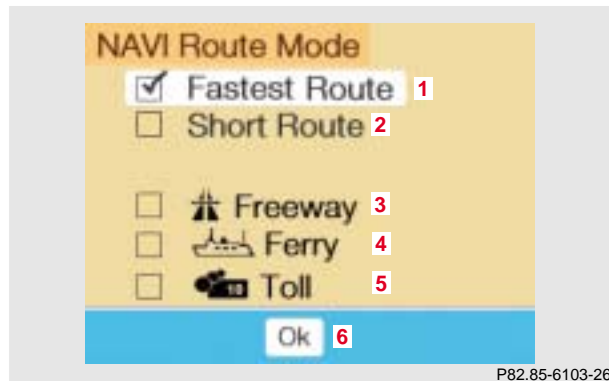 NAVI Route Mode
Fastest Route 1
Short Route 2
Freeway 3
Ferry 4
10 Toll 5
Ok 6
P82.85-6103-26